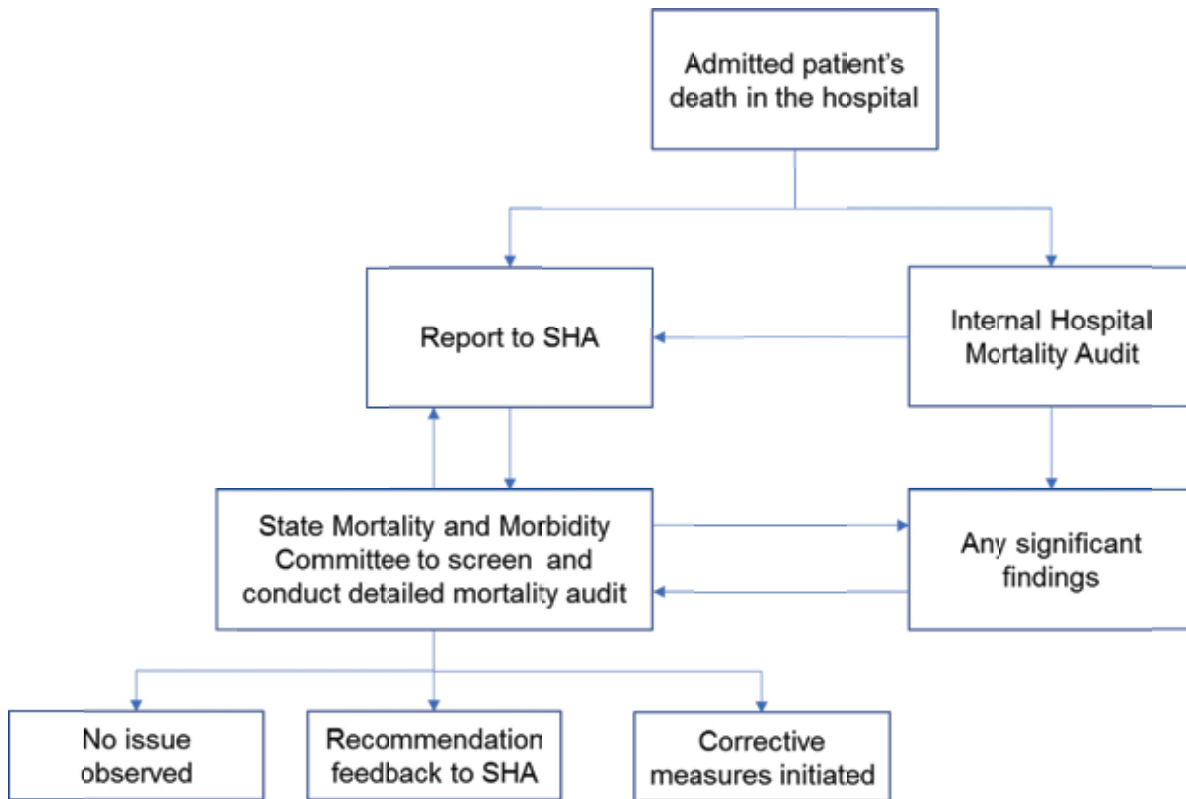 Admitted patient's
death in the hospital
Report to SHA
Internal Hospital
Mortality Audit
State Mortality and Morbidity
Committee to screen and
conduct detailed mortality audit
Any significant
findings
No issue
observed
Recommendation
feedback to SHA
Corrective
measures initiated